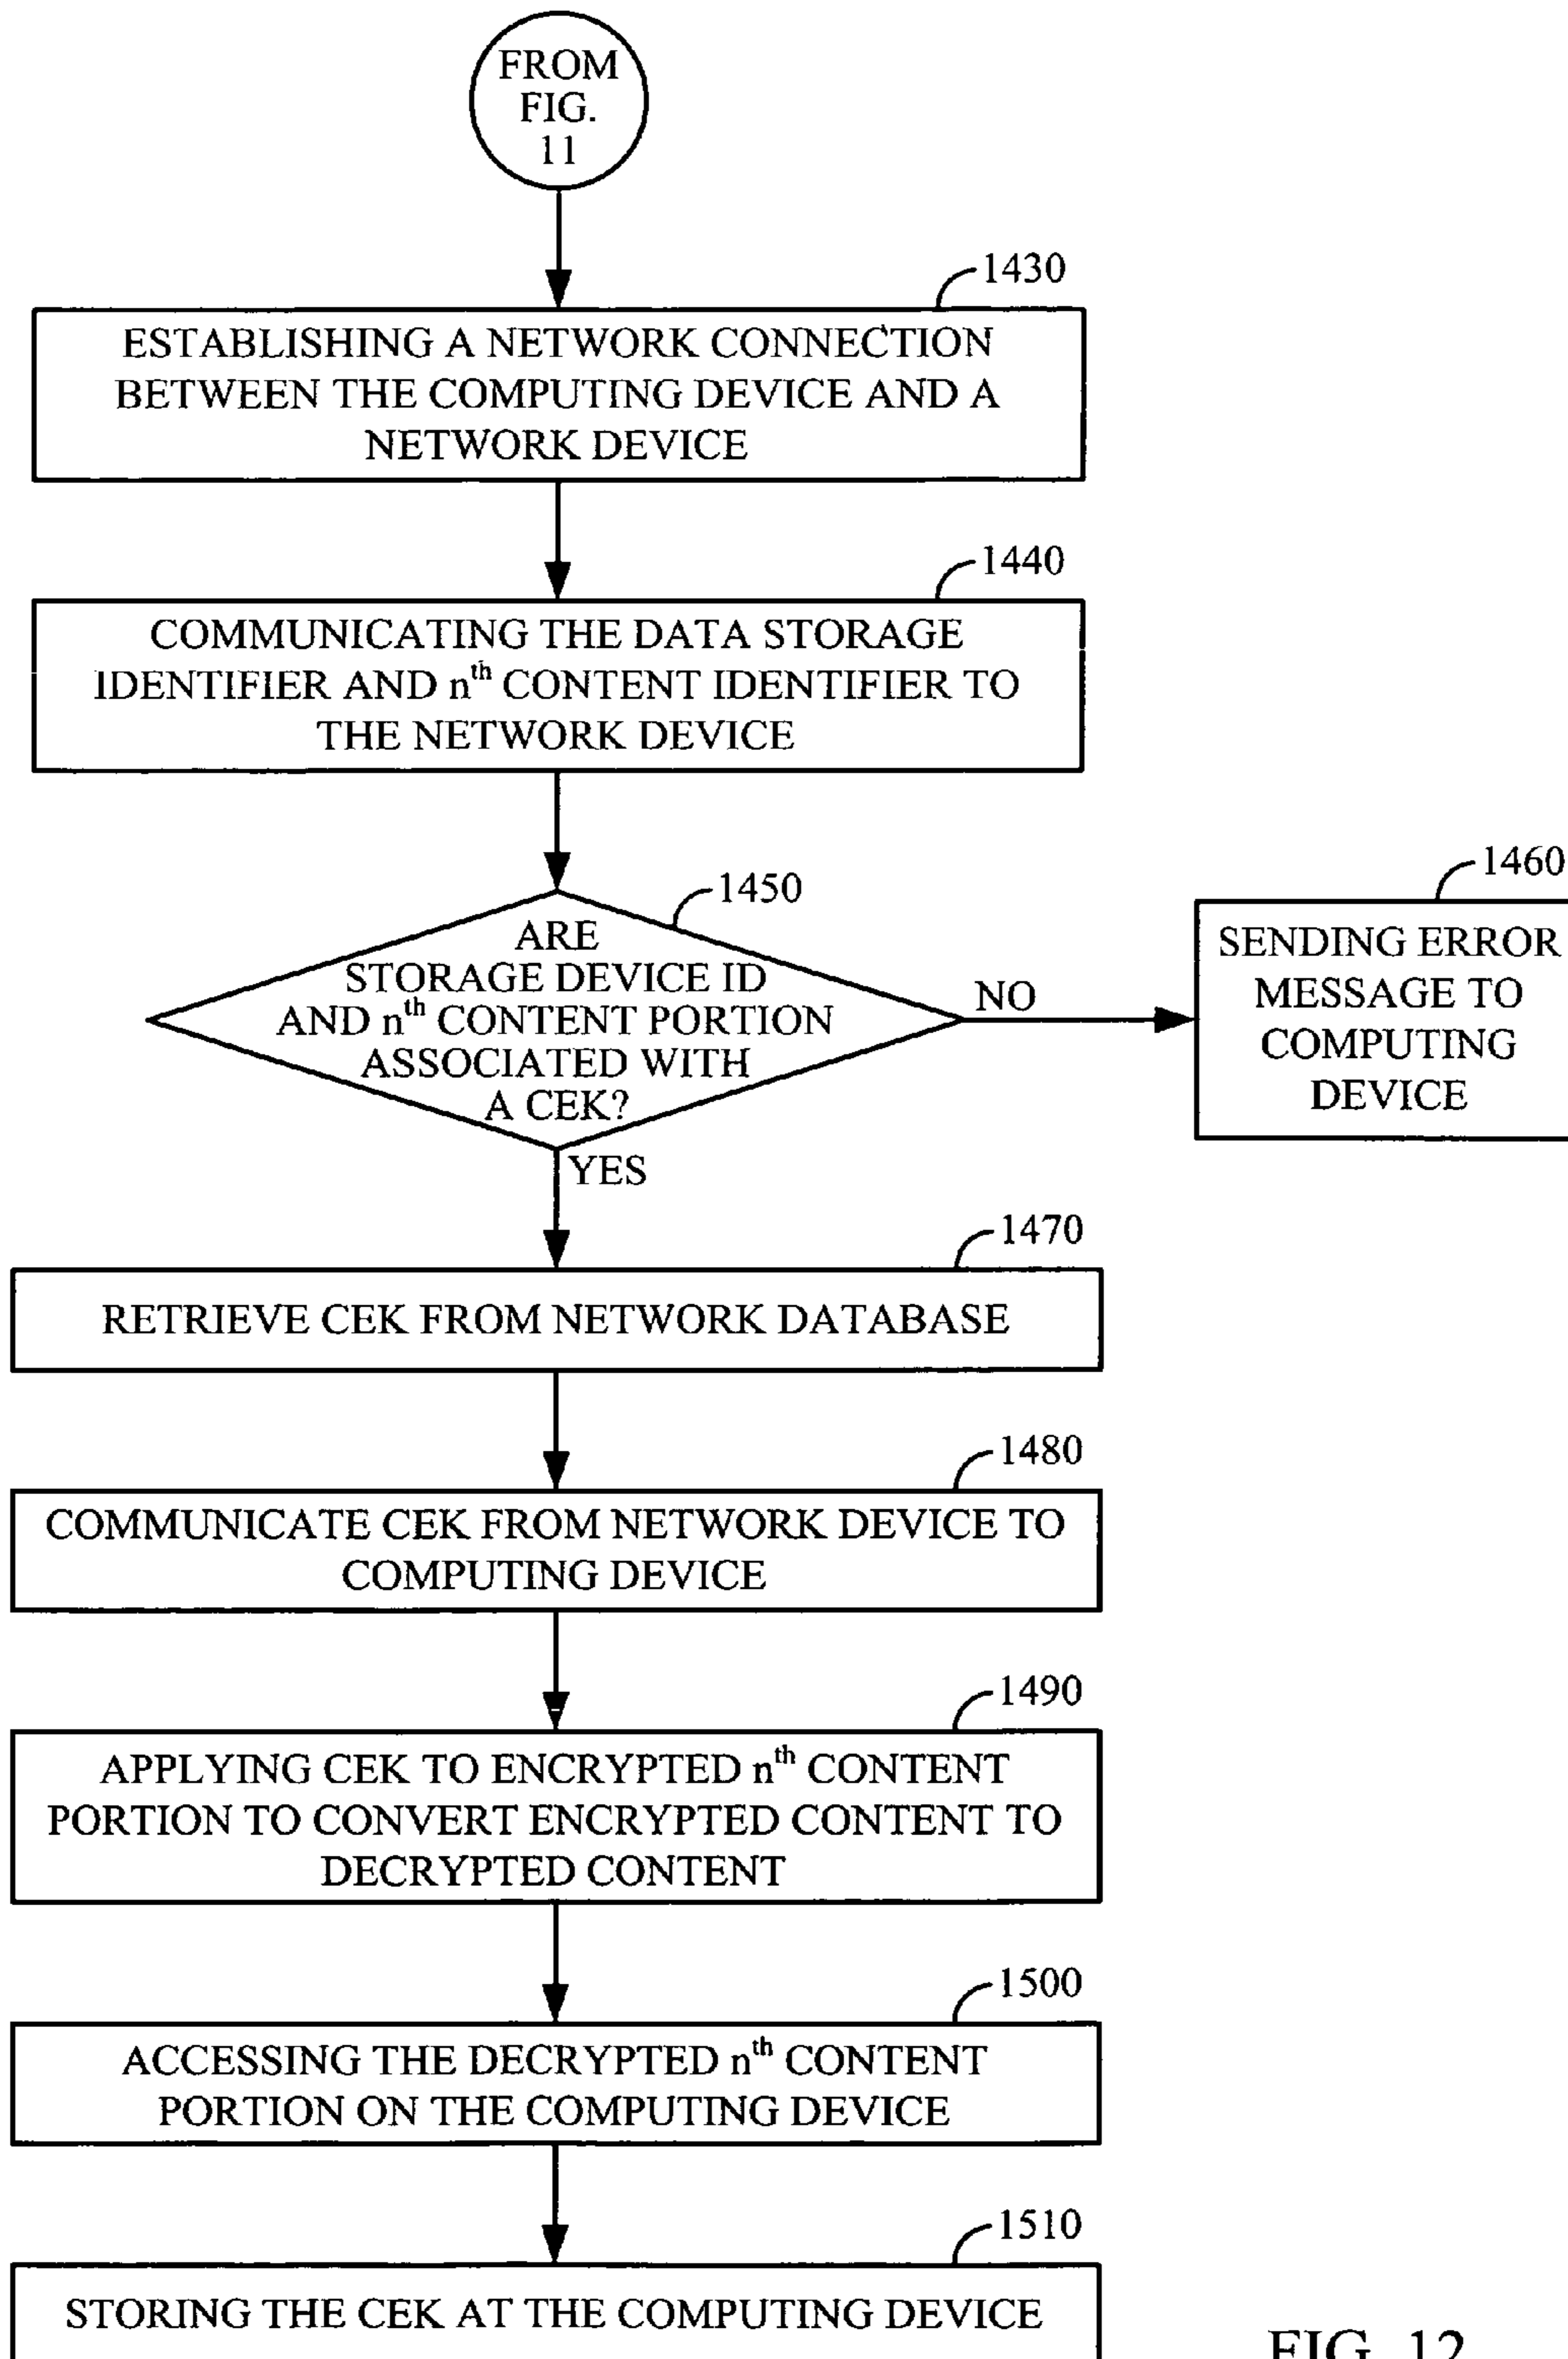 FROM
FIG.
11
1430
ESTABLISHING A NETWORK CONNECTION
BETWEEN THE COMPUTING DEVICE AND A
NETWORK DEVICE
1440
COMMUNICATING THE DATA STORAGE
IDENTIFIER AND nth CONTENT IDENTIFIER TO
THE NETWORK DEVICE
1450
ARE
STORAGE DEVICE ID
AND nth CONTENT PORTION
ASSOCIATED WITH
A CEK?
NO
1460
SENDING ERROR
MESSAGE TO
COMPUTING
DEVICE
YES
1470
RETRIEVE CEK FROM NETWORK DATABASE
1480
COMMUNICATE CEK FROM NETWORK DEVICE TO
COMPUTING DEVICE
1490
APPLYING CEK TO ENCRYPTED nth CONTENT
PORTION TO CONVERT ENCRYPTED CONTENT TO
DECRYPTED CONTENT
1500
ACCESSING THE DECRYPTED nth CONTENT
PORTION ON THE COMPUTING DEVICE
1510
STORING THE CEK AT THE COMPUTING DEVICE
FIG. 12